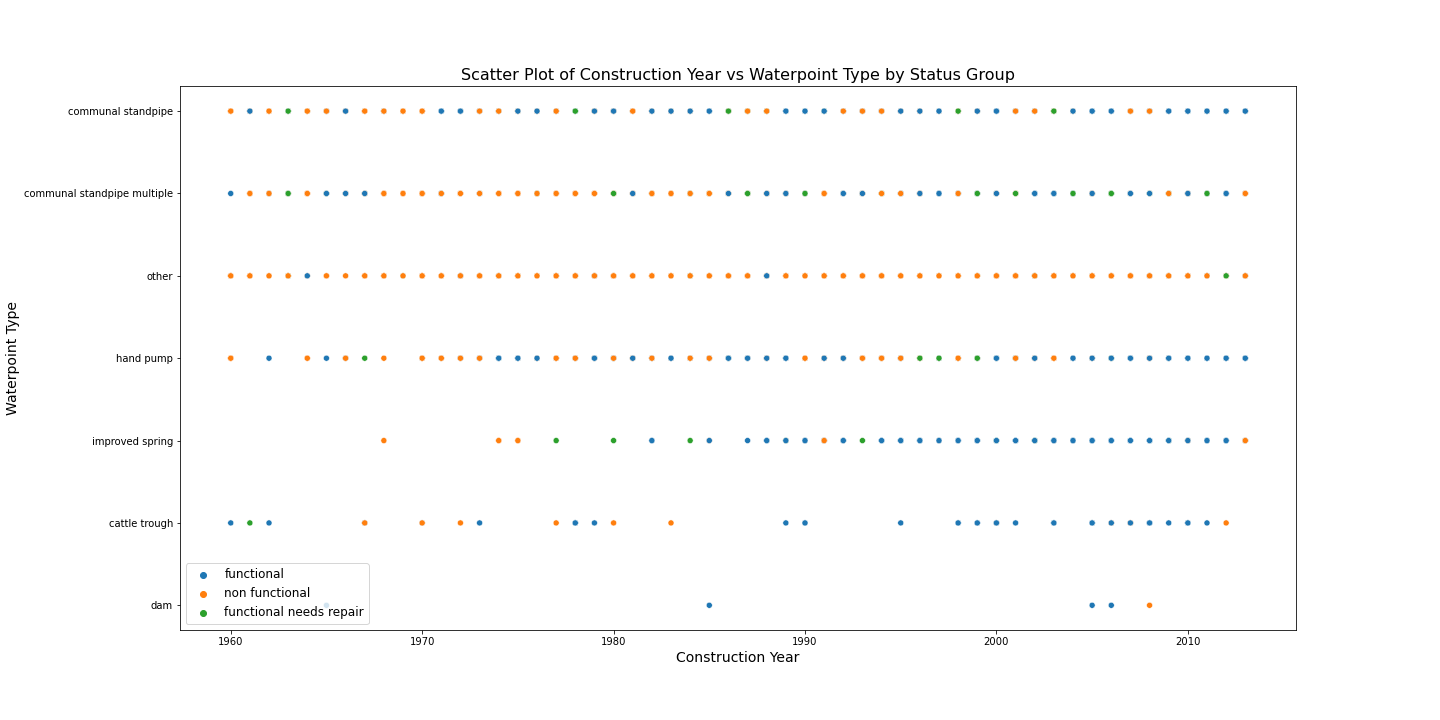 Scatter Plot of Construction Year vs Waterpoint Type by Status Group
Waterpoint Type
communal standpipe
communal standpipe multiple
other
hand pump
improved spring
cattle trough
dam
functional
non functional
functional needs repair
1960 1970 1980 1990 2000 2010
Construction Year